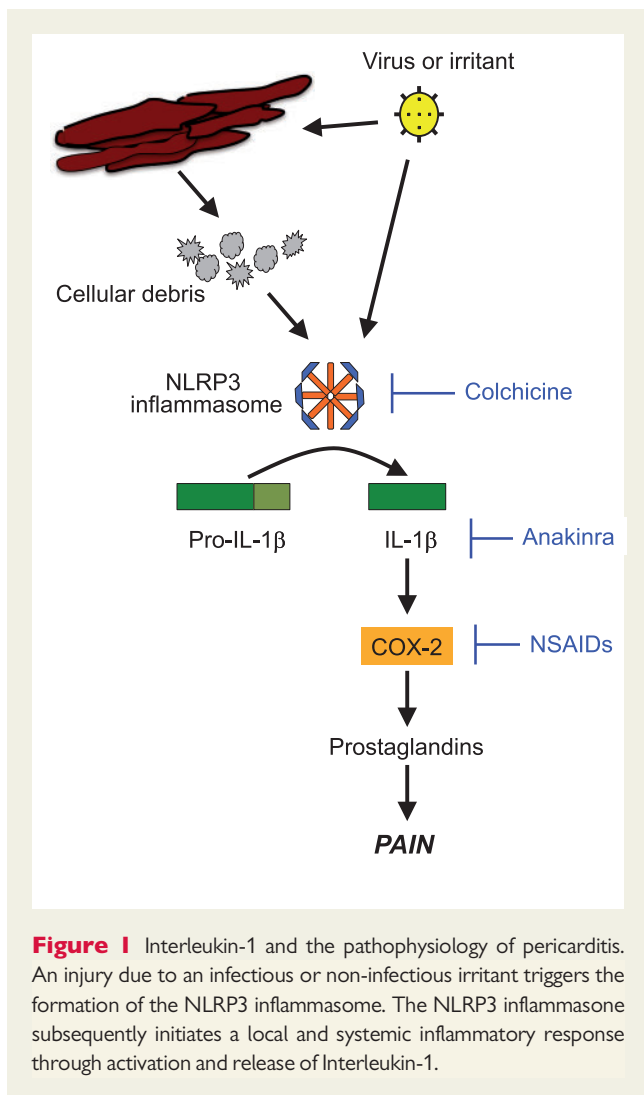 Virus or irritant
Cellular debris
NLRP3
inflammasome
Colchicine
Pro-IL-1β
IL-1β
Anakinra
COX-2
NSAIDs
Prostaglandins
PAIN
Figure 1 Interleukin-1 and the pathophysiology of pericarditis.
An injury due to an infectious or non-infectious irritant triggers the
formation of the NLRP3 inflammasome. The NLRP3 inflammasone
subsequently initiates a local and systemic inflammatory response
through activation and release of Interleukin-1.